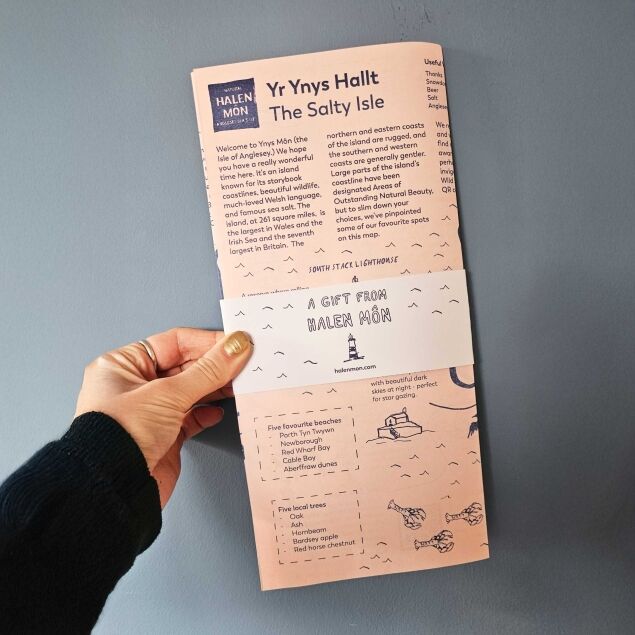 NATURAL
HALEN
MON
ANGLESEY SEA SALT
Yr Ynys Hallt
The Salty Isle
Welcome to Ynys Môn (the
Isle of Anglesey.) We hope
you have a really wonderful
time here. It's an island
known for its storybook
coastlines, beautiful wildlife,
much-loved Welsh language,
and famous sea salt. The
island, at 261 square miles, is
the largest in Wales and the
Irish Sea and the seventh
largest in Britain. The
northern and eastern coasts
of the island are rugged, and
the southern and western
coasts are generally gentler.
Large parts of the island's
coastline have been
designated Areas of
Outstanding Natural Beauty,
but to slim down your
choices, we've pinpointed
some of our favourite spots
on this map.
Useful
Thanks
Beer
Salt
SOUTH STACK LIGHTHOUSE
A GIFT FROM
HALEN MÔN
halenmon.com
with beautiful dark
skies at night - perfect
for star gazing.
Five favourite beaches
- Porth Tyn Twywn
- Newborough
- Red Wharf Bay
- Cable Bay
- Aberffraw dunes
Five local trees
- Oak
- Ash
- Hornbeam
- Bardsey apple
- Red horse chestnut